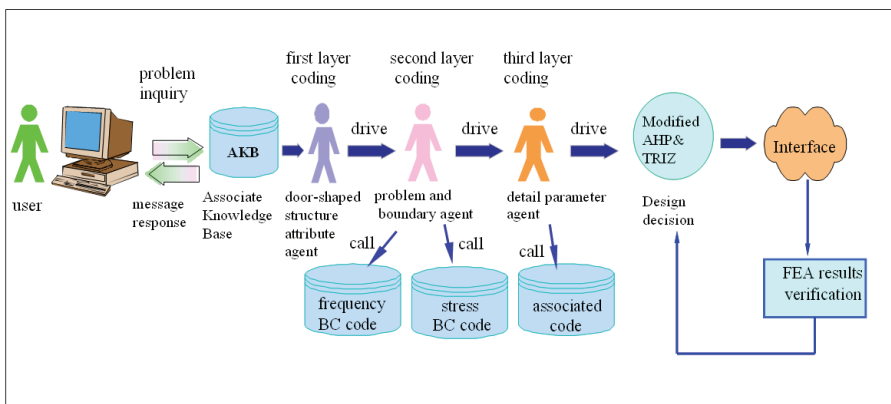 problem
inquiry
user
message
response
AKB
Associate
Knowledge
Base
first layer
coding
door-shaped
structure
attribute
agent
drive
second layer
coding
problem and
boundary agent
call
call
frequency
BC code
stress
BC code
drive
third layer
coding
detail parameter
agent
call
associated
code
drive
Modified
AHP&
TRIZ
Design
decision
Interface
FEA results
verification